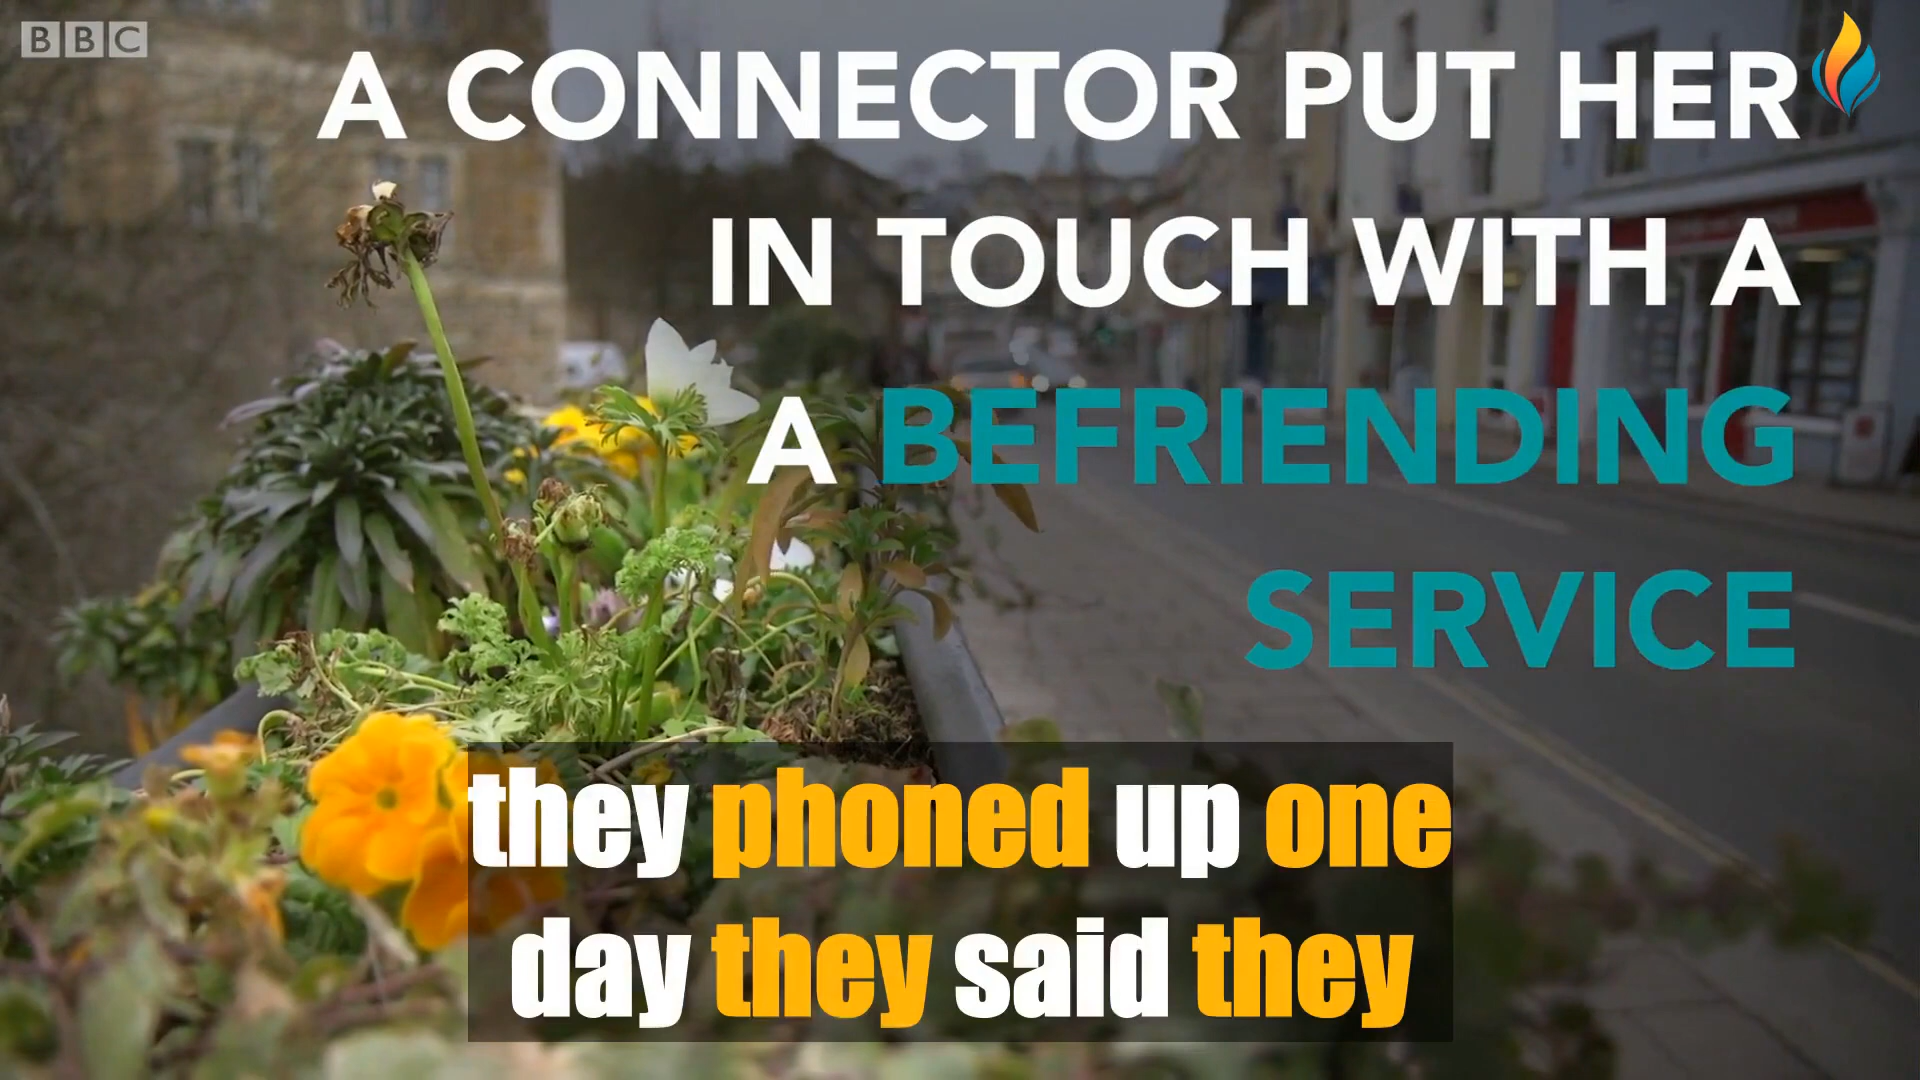 BBC
A CONNECTOR PUT HER
IN TOUCH WITH A
A BEFRIENDING
SERVICE
they phoned up one
day they said they